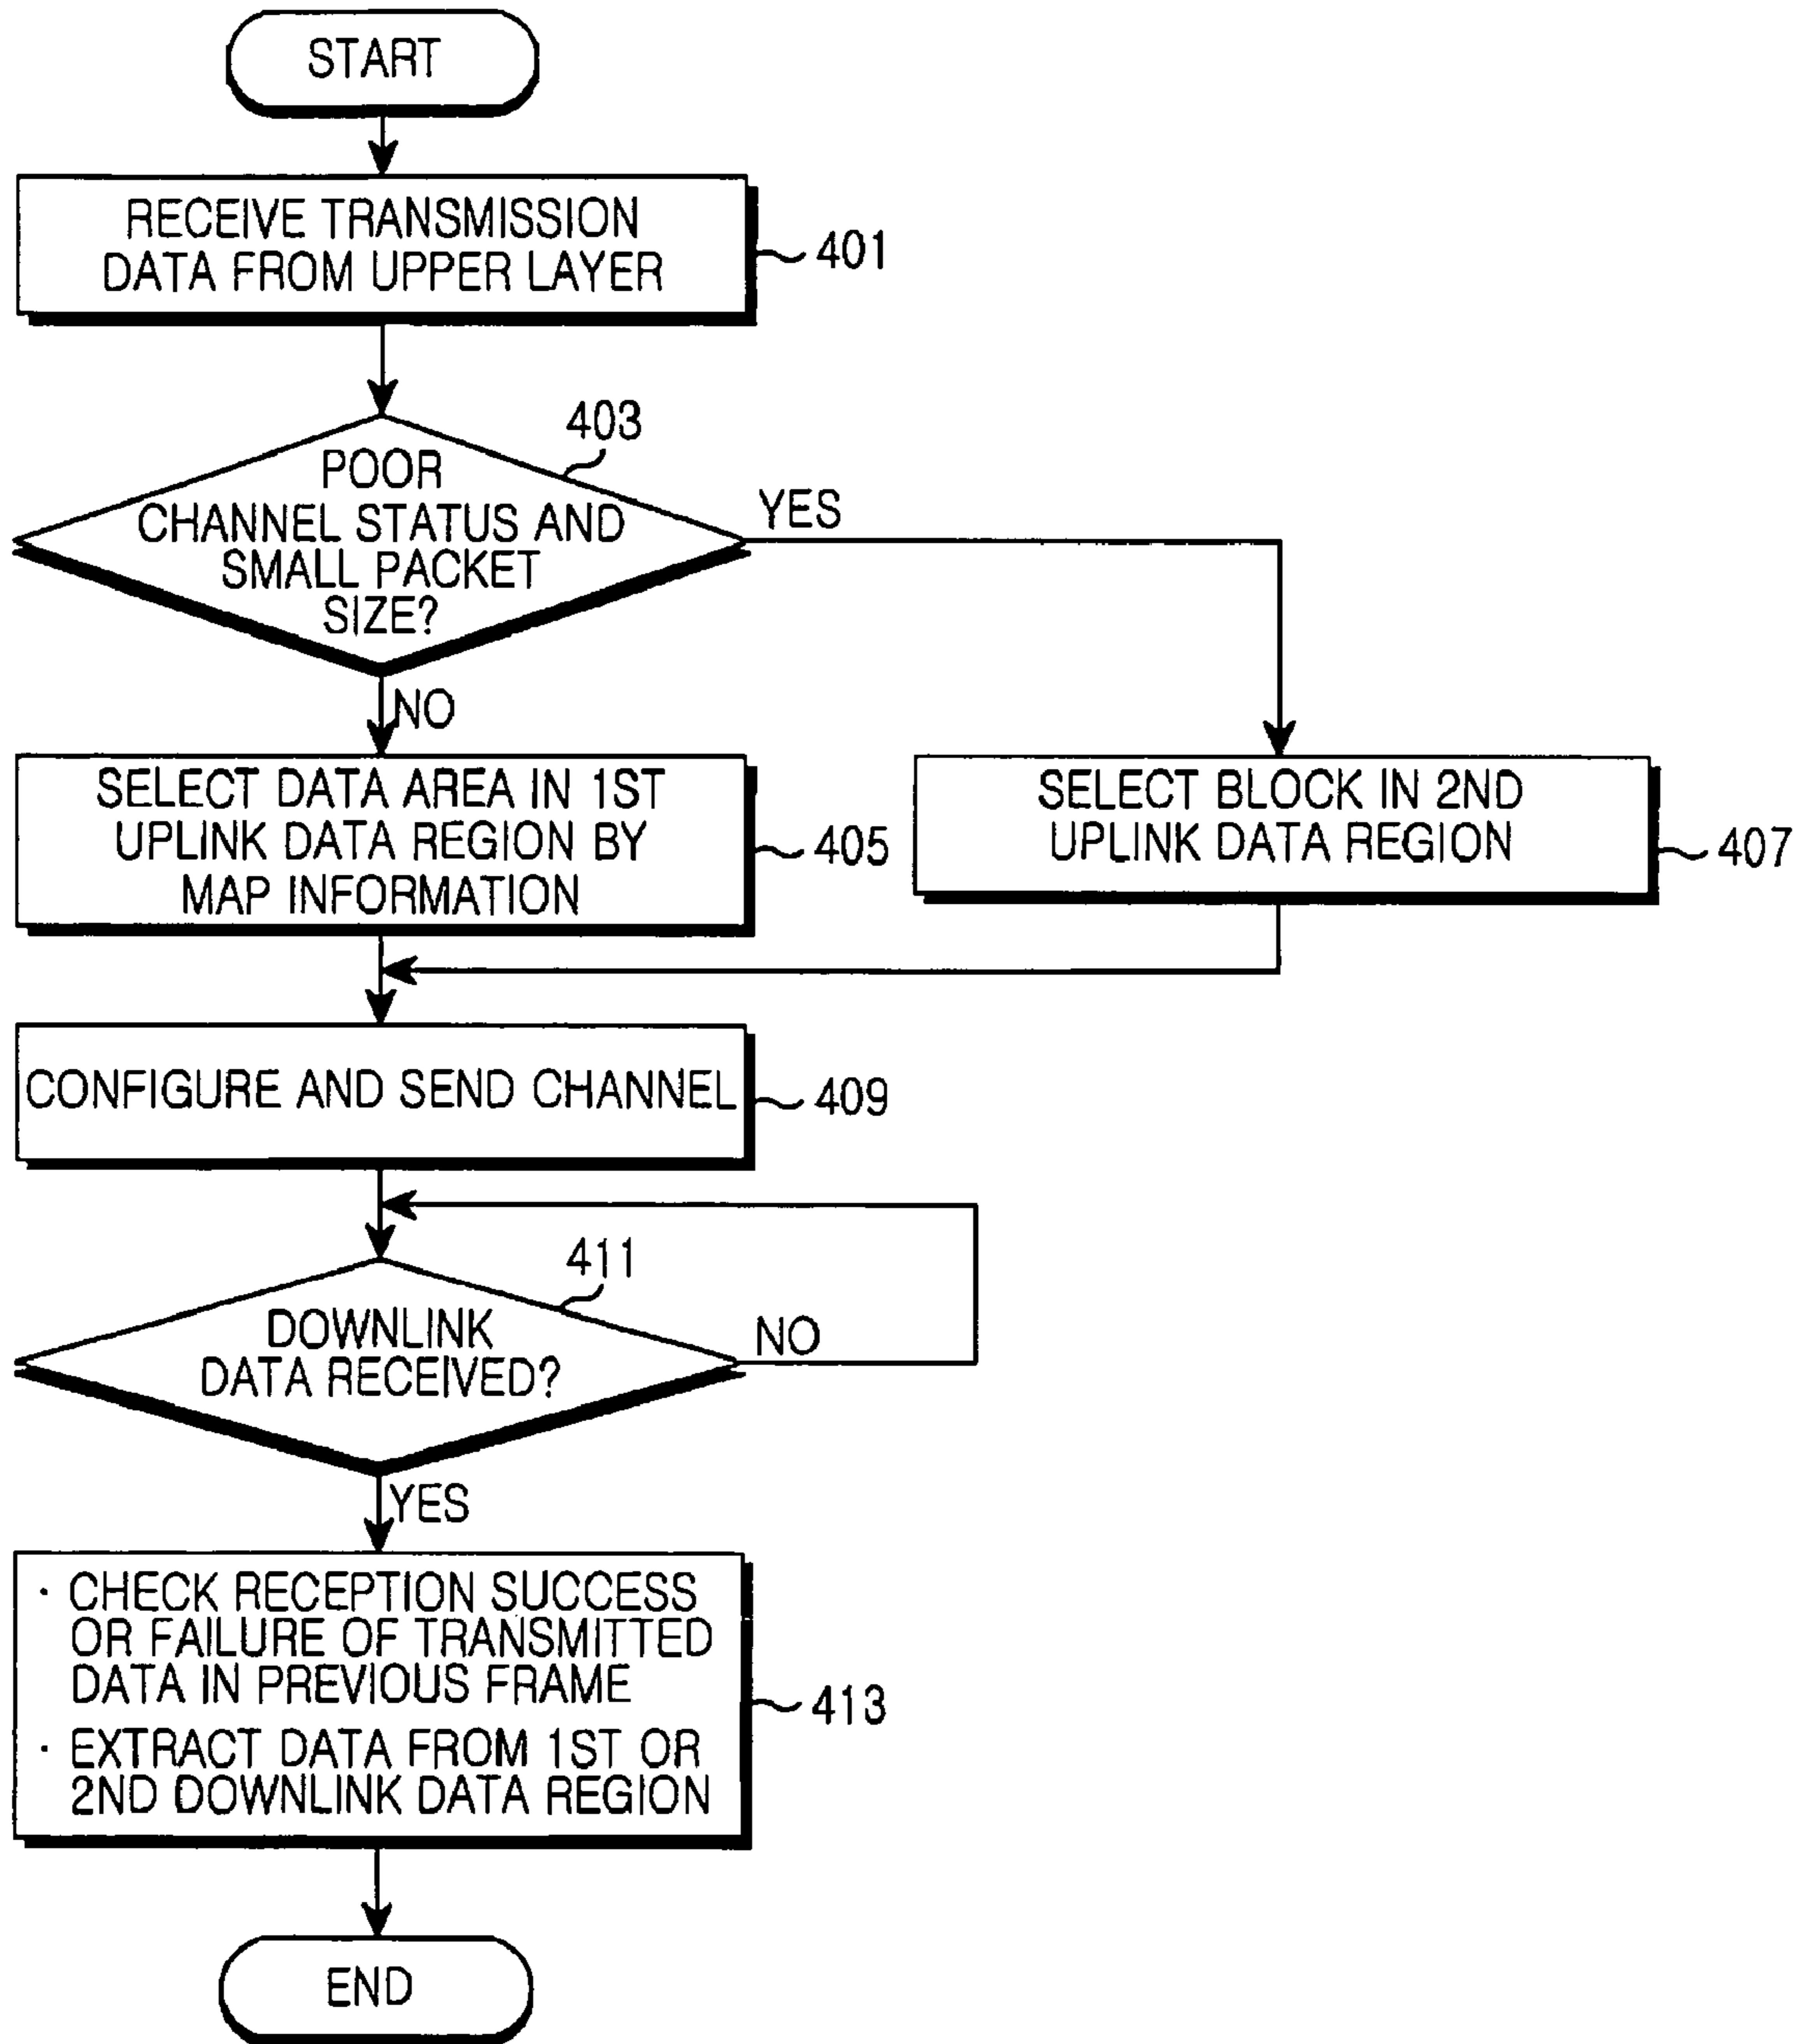 START
RECEIVE TRANSMISSION
DATA FROM UPPER LAYER
401
403
POOR
CHANNEL STATUS AND
SMALL PACKET
SIZE?
YES
NO
SELECT DATA AREA IN 1ST
UPLINK DATA REGION BY
MAP INFORMATION
405
SELECT BLOCK IN 2ND
UPLINK DATA REGION
407
CONFIGURE AND SEND CHANNEL
409
411
DOWNLINK
DATA RECEIVED?
NO
YES
· CHECK RECEPTION SUCCESS
OR FAILURE OF TRANSMITTED
DATA IN PREVIOUS FRAME
· EXTRACT DATA FROM 1ST OR
2ND DOWNLINK DATA REGION
413
END